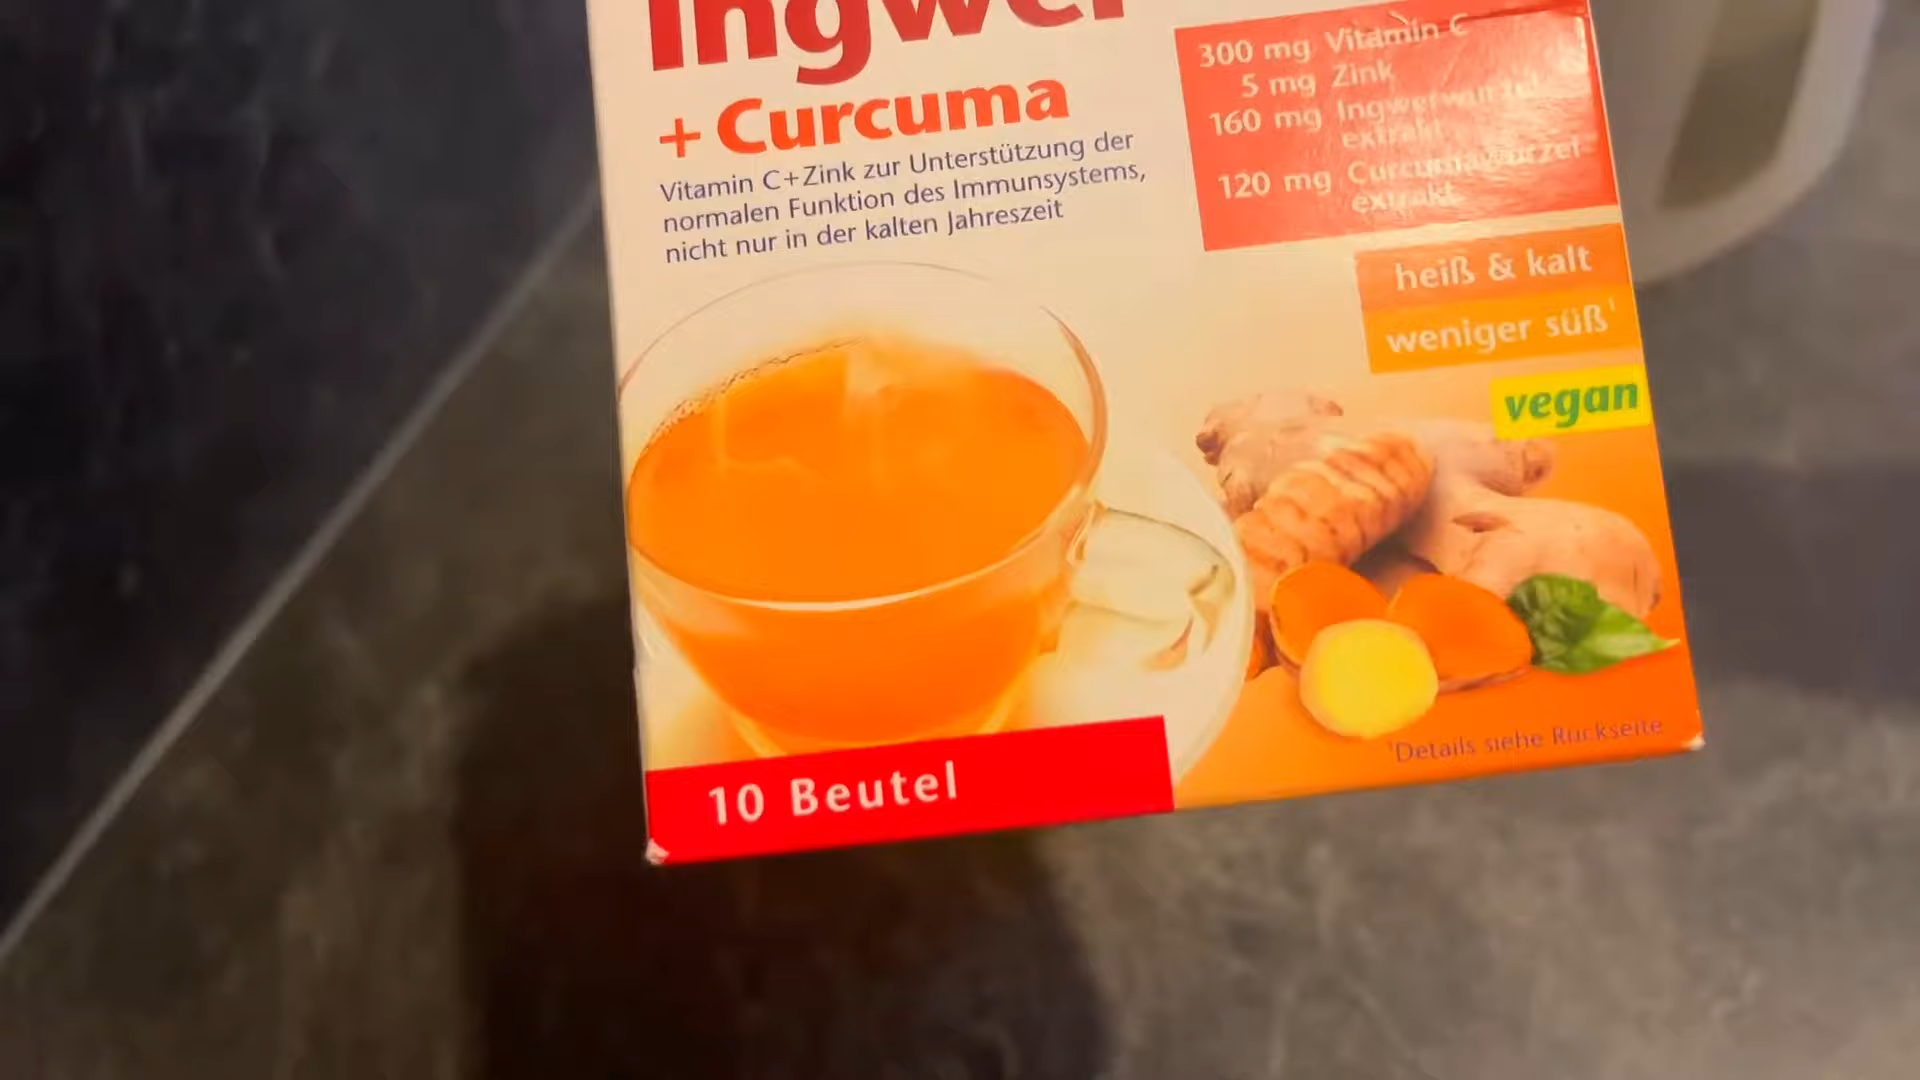 Ingwer
+ Curcuma
Vitamin C+Zink zur Unterstützung der
normalen Funktion des Immunsystems,
nicht nur in der kalten Jahreszeit
300 mg Vitamin C
5 mg Zink
160 mg Ingwerwurzel-
extrakt
120 mg Curcumawurzel-
extrakt
heiß & kalt
weniger süß¹
vegan
10 Beutel
¹Details siehe Rückseite